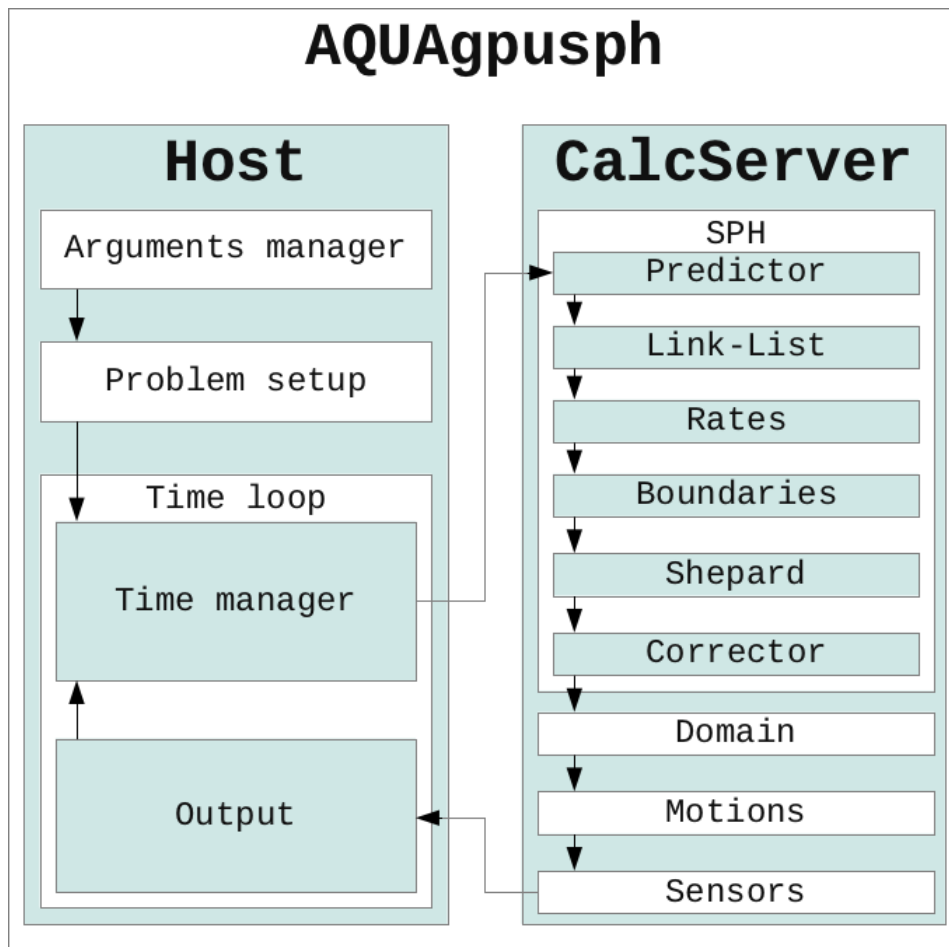 AQUAgpusph
Host
Arguments manager
Problem setup
Time loop
Time manager
Output
CalcServer
SPH
Predictor
Link-List
Rates
Boundaries
Shepard
Corrector
Domain
Motions
Sensors